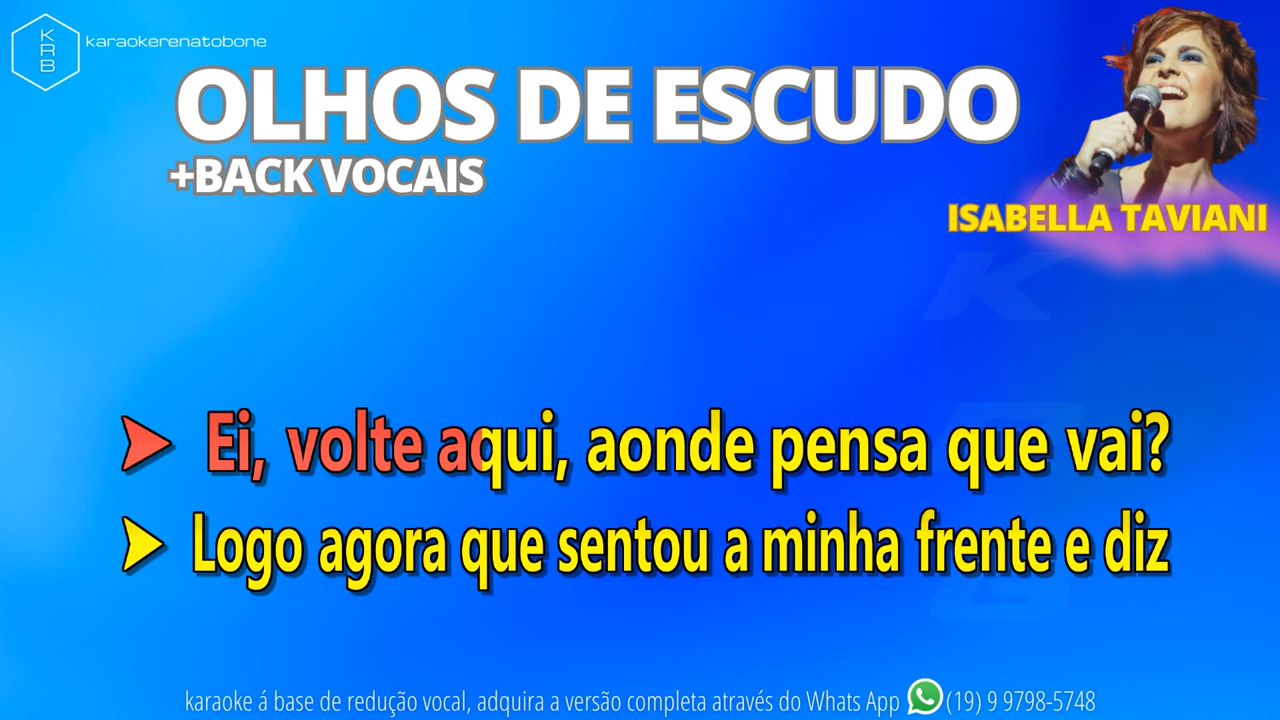 KRB
karaokerenatobone
OLHOS DE ESCUDO
+BACK VOCAIS
ISABELLA TAVIANI
K
B
G
Ei, volte aqui, aonde pensa que vai?
Logo agora que sentou a minha frente e diz
karaoke á base de redução vocal, adquira a versão completa através do Whats App (19) 9 9798-5748